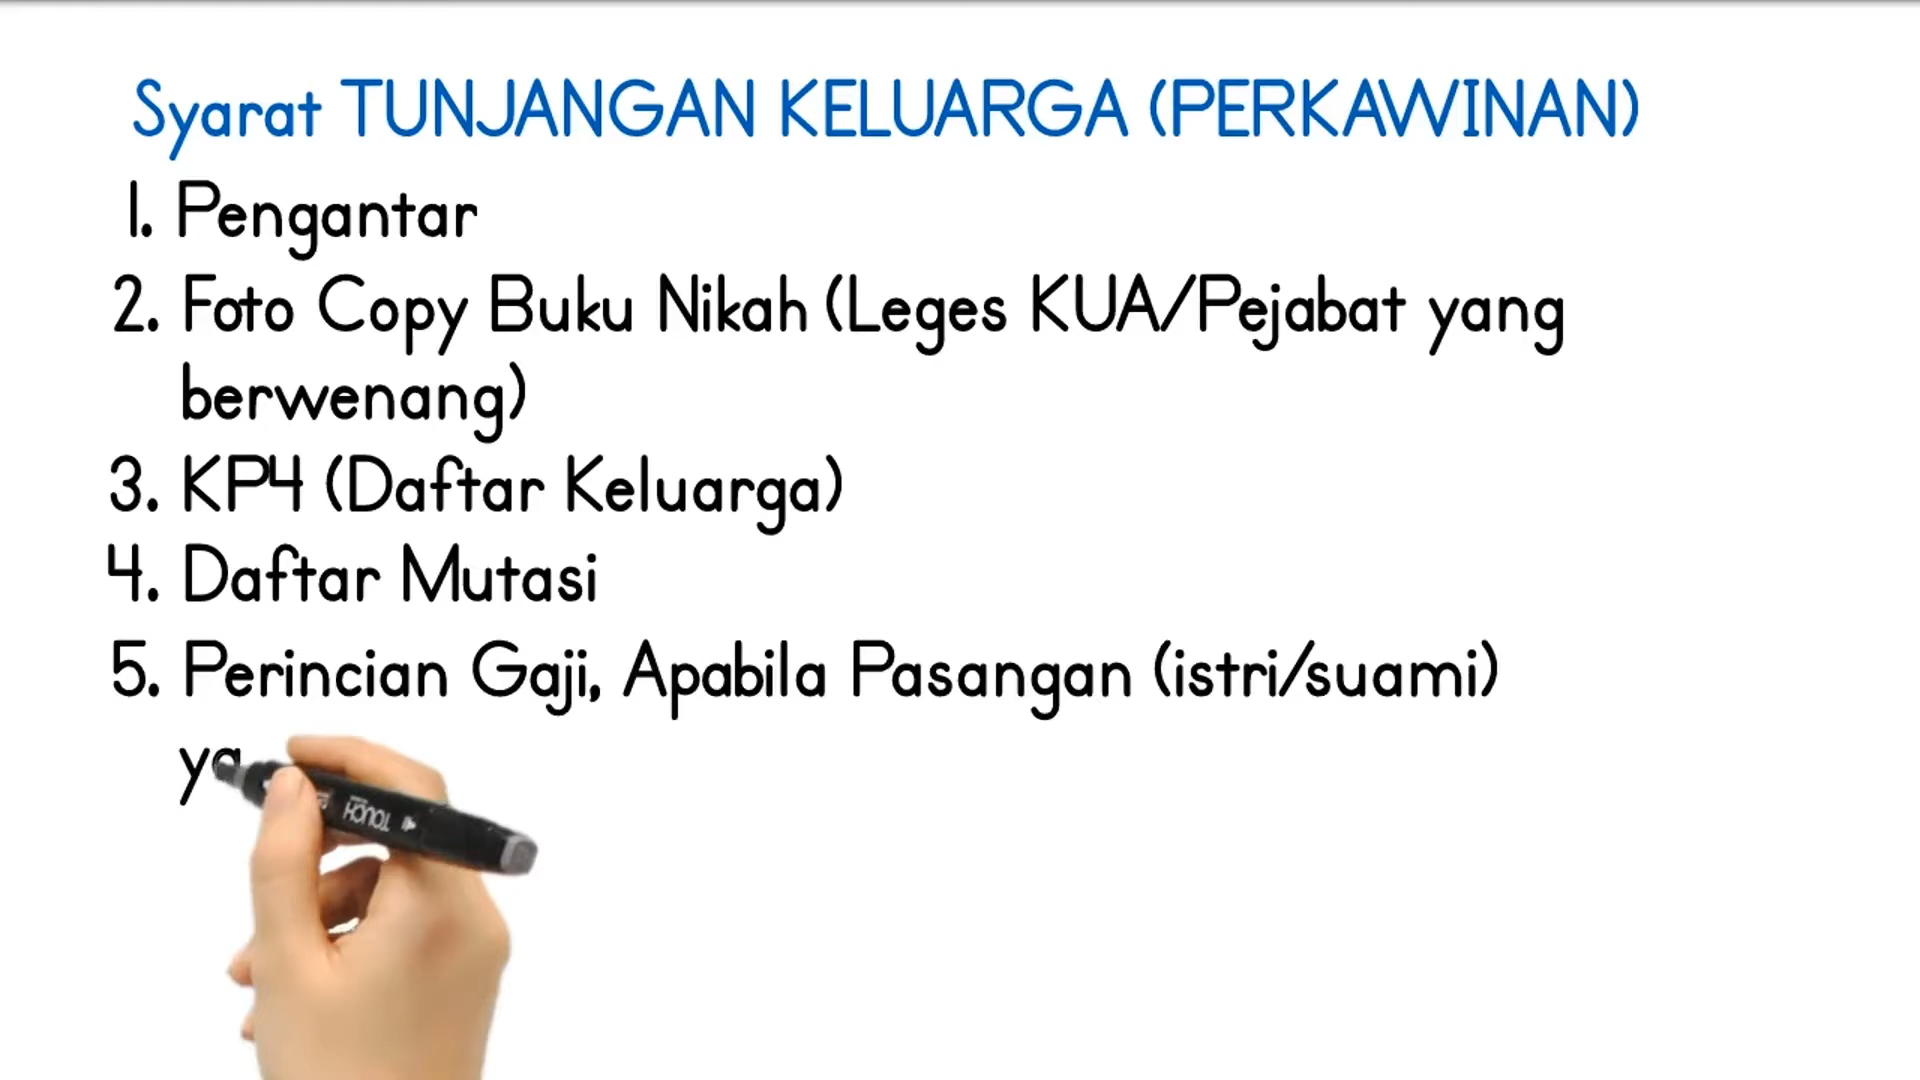 Syarat TUNJANGAN KELUARGA (PERKAWINAN)
1. Pengantar
2. Foto Copy Buku Nikah (Leges KUA/Pejabat yang
berwenang)
3. KP4 (Daftar Keluarga)
4. Daftar Mutasi
5. Perincian Gaji, Apabila Pasangan (istri/suami)
ya
TOUCH